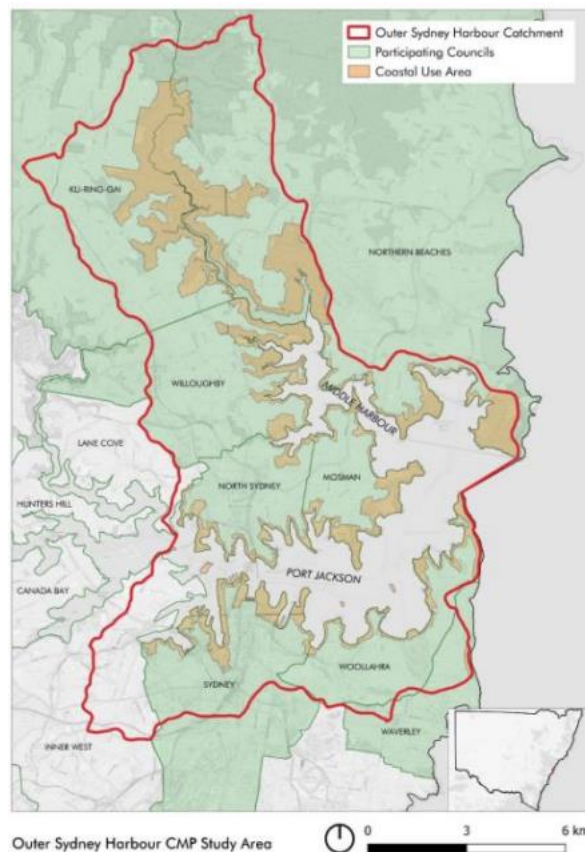 Outer Sydney Harbour Catchment
Participating Councils
Coastal Use Area
KU-RING-GAI
NORTHERN BEACHES
WILLOUGHBY
MIDDLE HARBOUR
LANE COVE
NORTH SYDNEY
MOSMAN
HUNTERS HILL
PORT JACKSON
CANADA BAY
WOOLLAHRA
SYDNEY
WAVERLEY
INNER WEST
Outer Sydney Harbour CMP Study Area
0 3 6 km